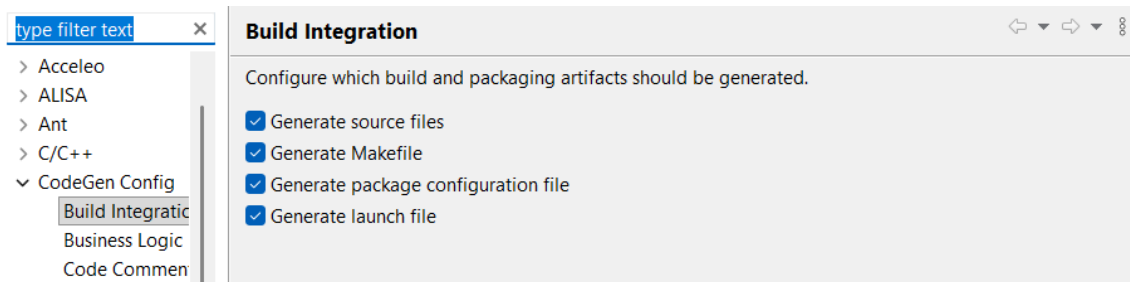 type filter text
Acceleo
ALISA
Ant
C/C++
CodeGen Config
Build Integratic
Business Logic
Code Commen
Build Integration
Configure which build and packaging artifacts should be generated.
Generate source files
Generate Makefile
Generate package configuration file
Generate launch file